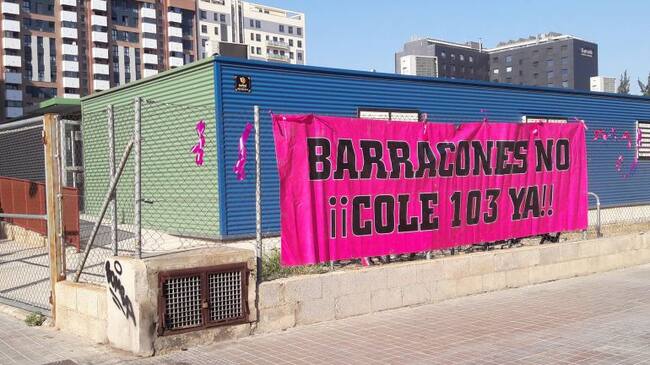 BARRACONES NO
¡¡COLE 103 YA!!